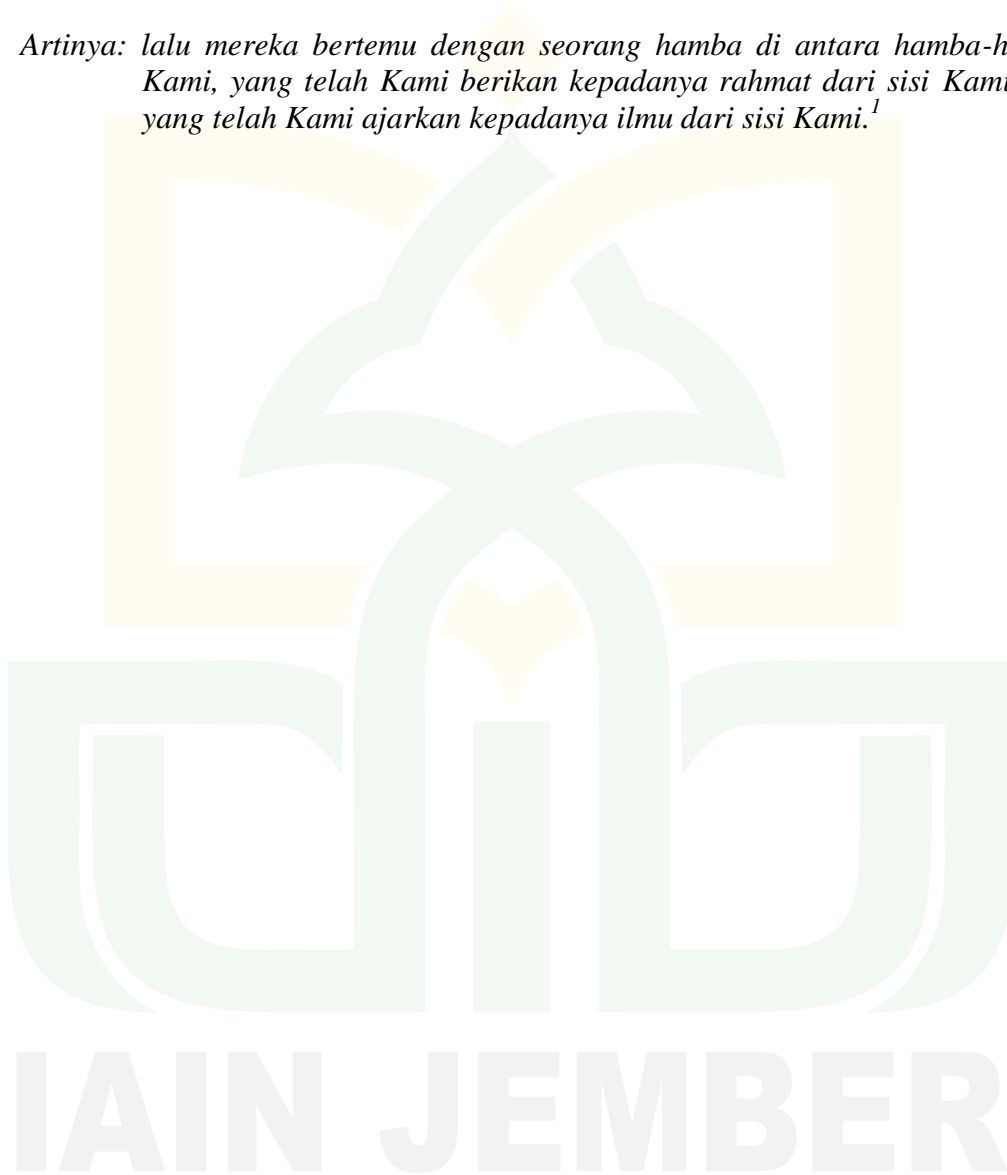 Artinya: lalu mereka bertemu dengan seorang hamba di antara
Kami, yang telah Kami berikan kepadanya rahmat dari sisi Kami
yang telah Kami ajarkan kepadanya ilmu dari sisi Kami.1
IAIN JEMBER